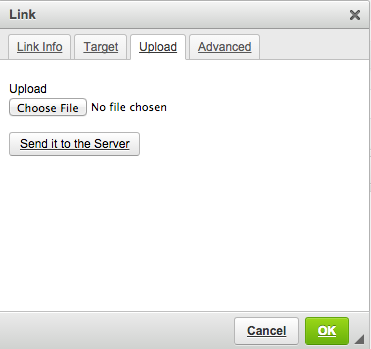 Link
Link Info Target Upload Advanced
Upload
Choose File No file chosen
Send it to the Server
Cancel OK